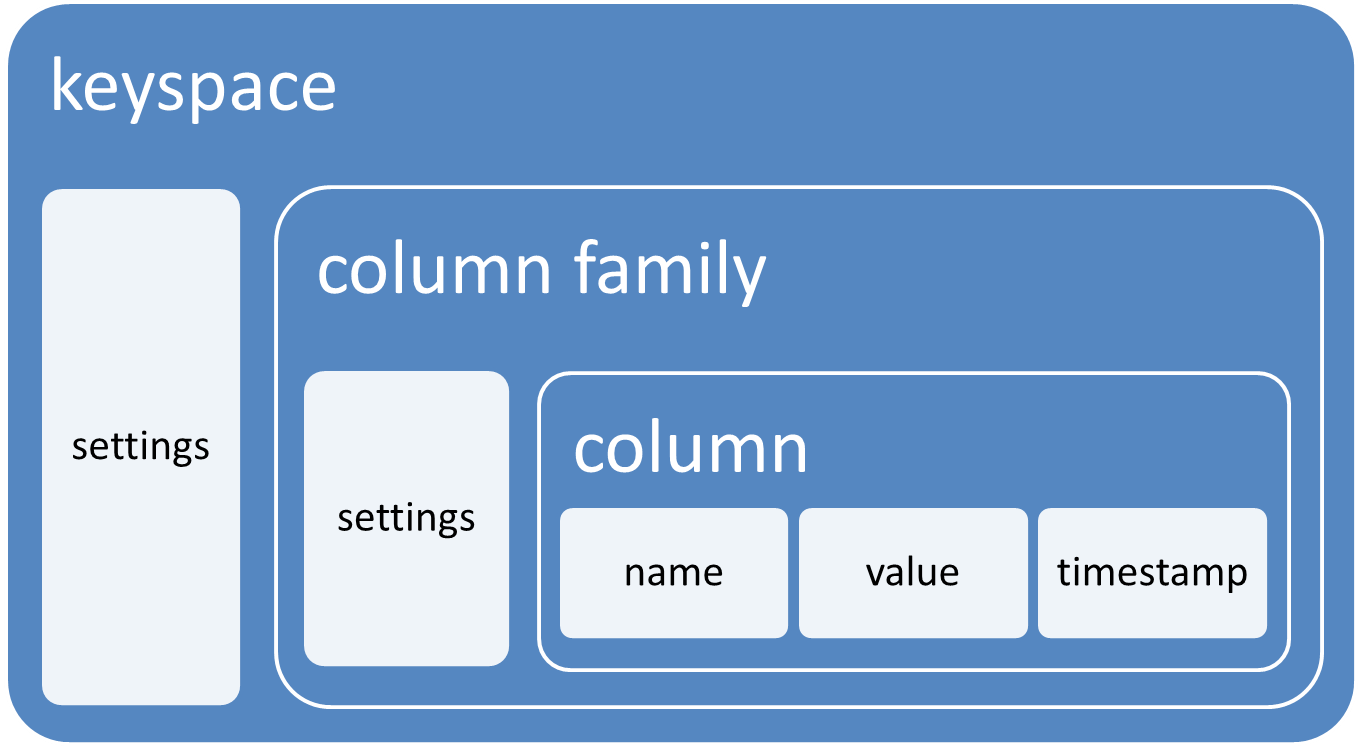 keyspace
settings
column family
settings
column
name
value
timestamp